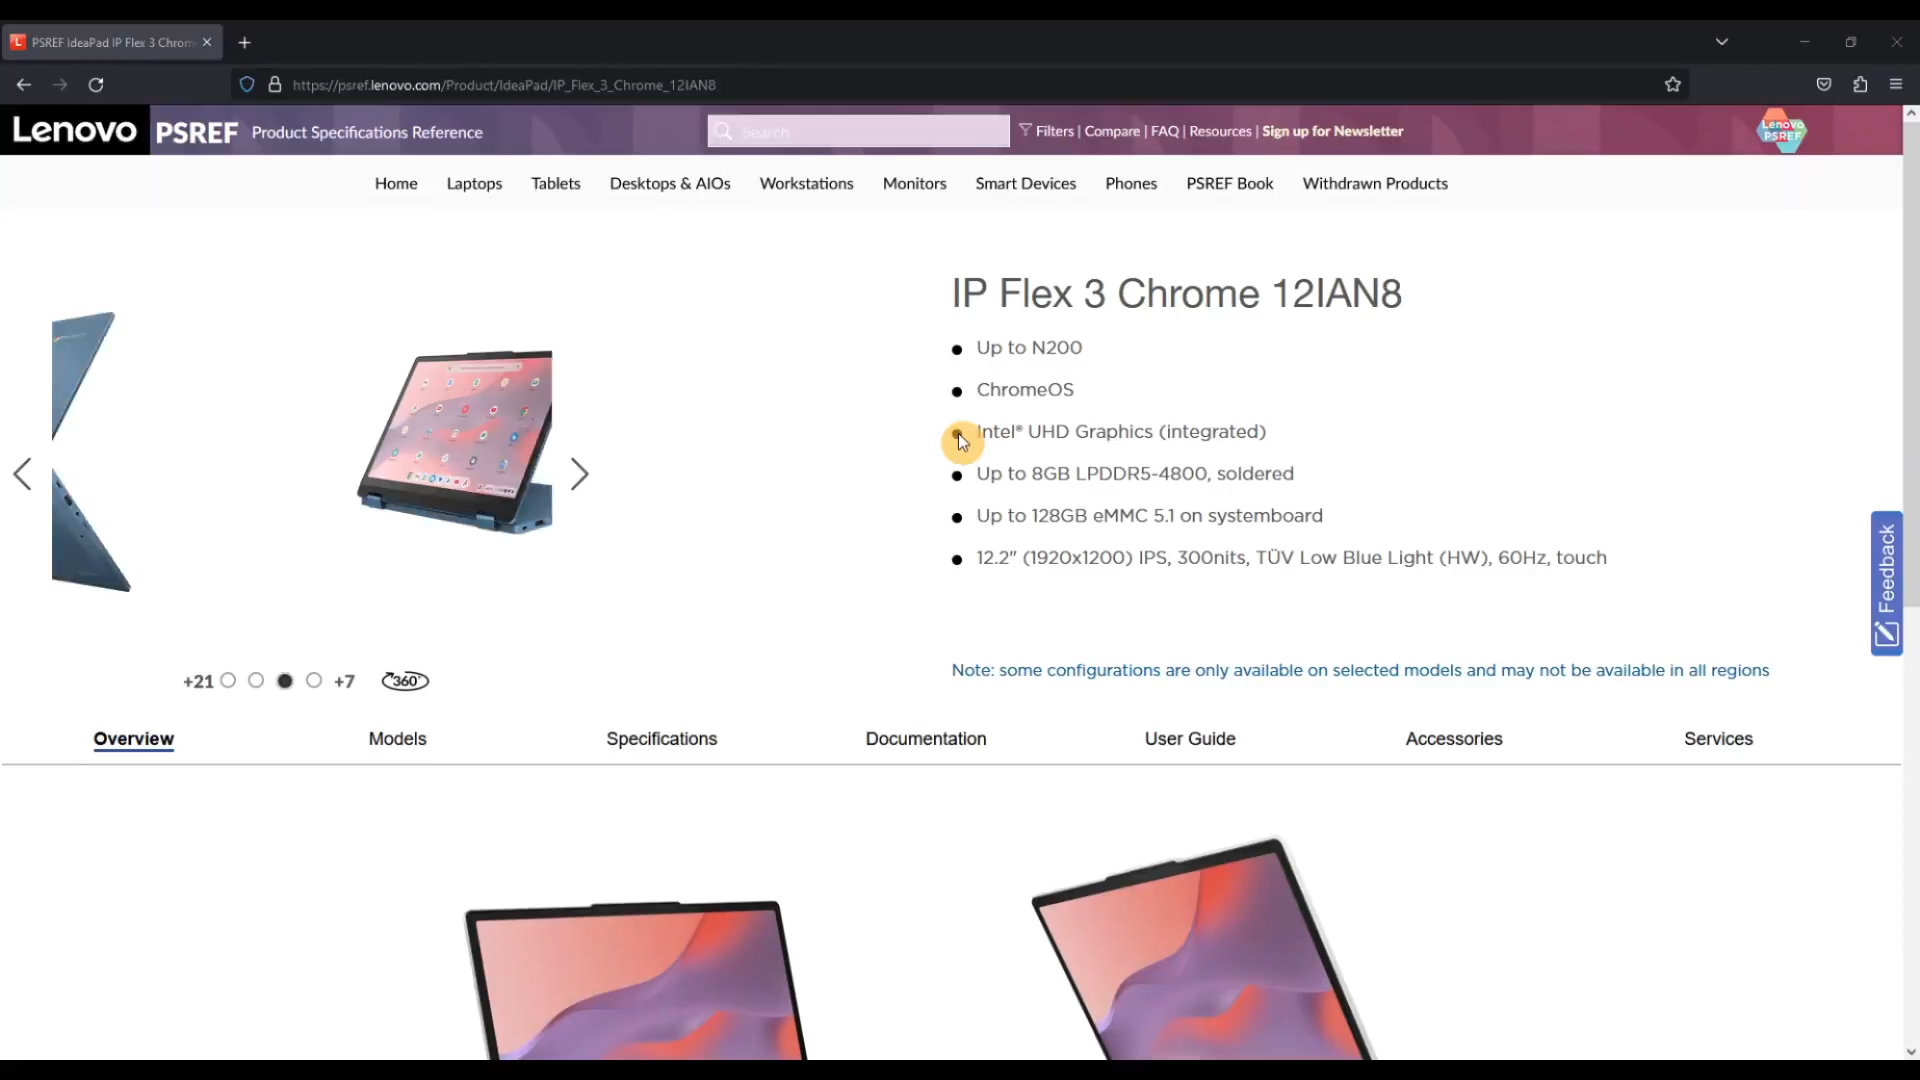 PSREF IdeaPad IP Flex 3 Chrom
https://psref.lenovo.com/Product/IdeaPad/IP_Flex_3_Chrome_12IAN8
Lenovo PSREF Product Specifications Reference
Search
Filters | Compare | FAQ | Resources | Sign up for Newsletter
Lenovo
PSREF
Home Laptops Tablets Desktops & AIOs Workstations Monitors Smart Devices Phones PSREF Book Withdrawn Products
IP Flex 3 Chrome 12IAN8
Up to N200
ChromeOS
Intel® UHD Graphics (integrated)
Up to 8GB LPDDR5-4800, soldered
Up to 128GB eMMC 5.1 on systemboard
12.2" (1920x1200) IPS, 300nits, TÜV Low Blue Light (HW), 60Hz, touch
Note: some configurations are only available on selected models and may not be available in all regions
Feedback
+21 +7 360°
Overview Models Specifications Documentation User Guide Accessories Services